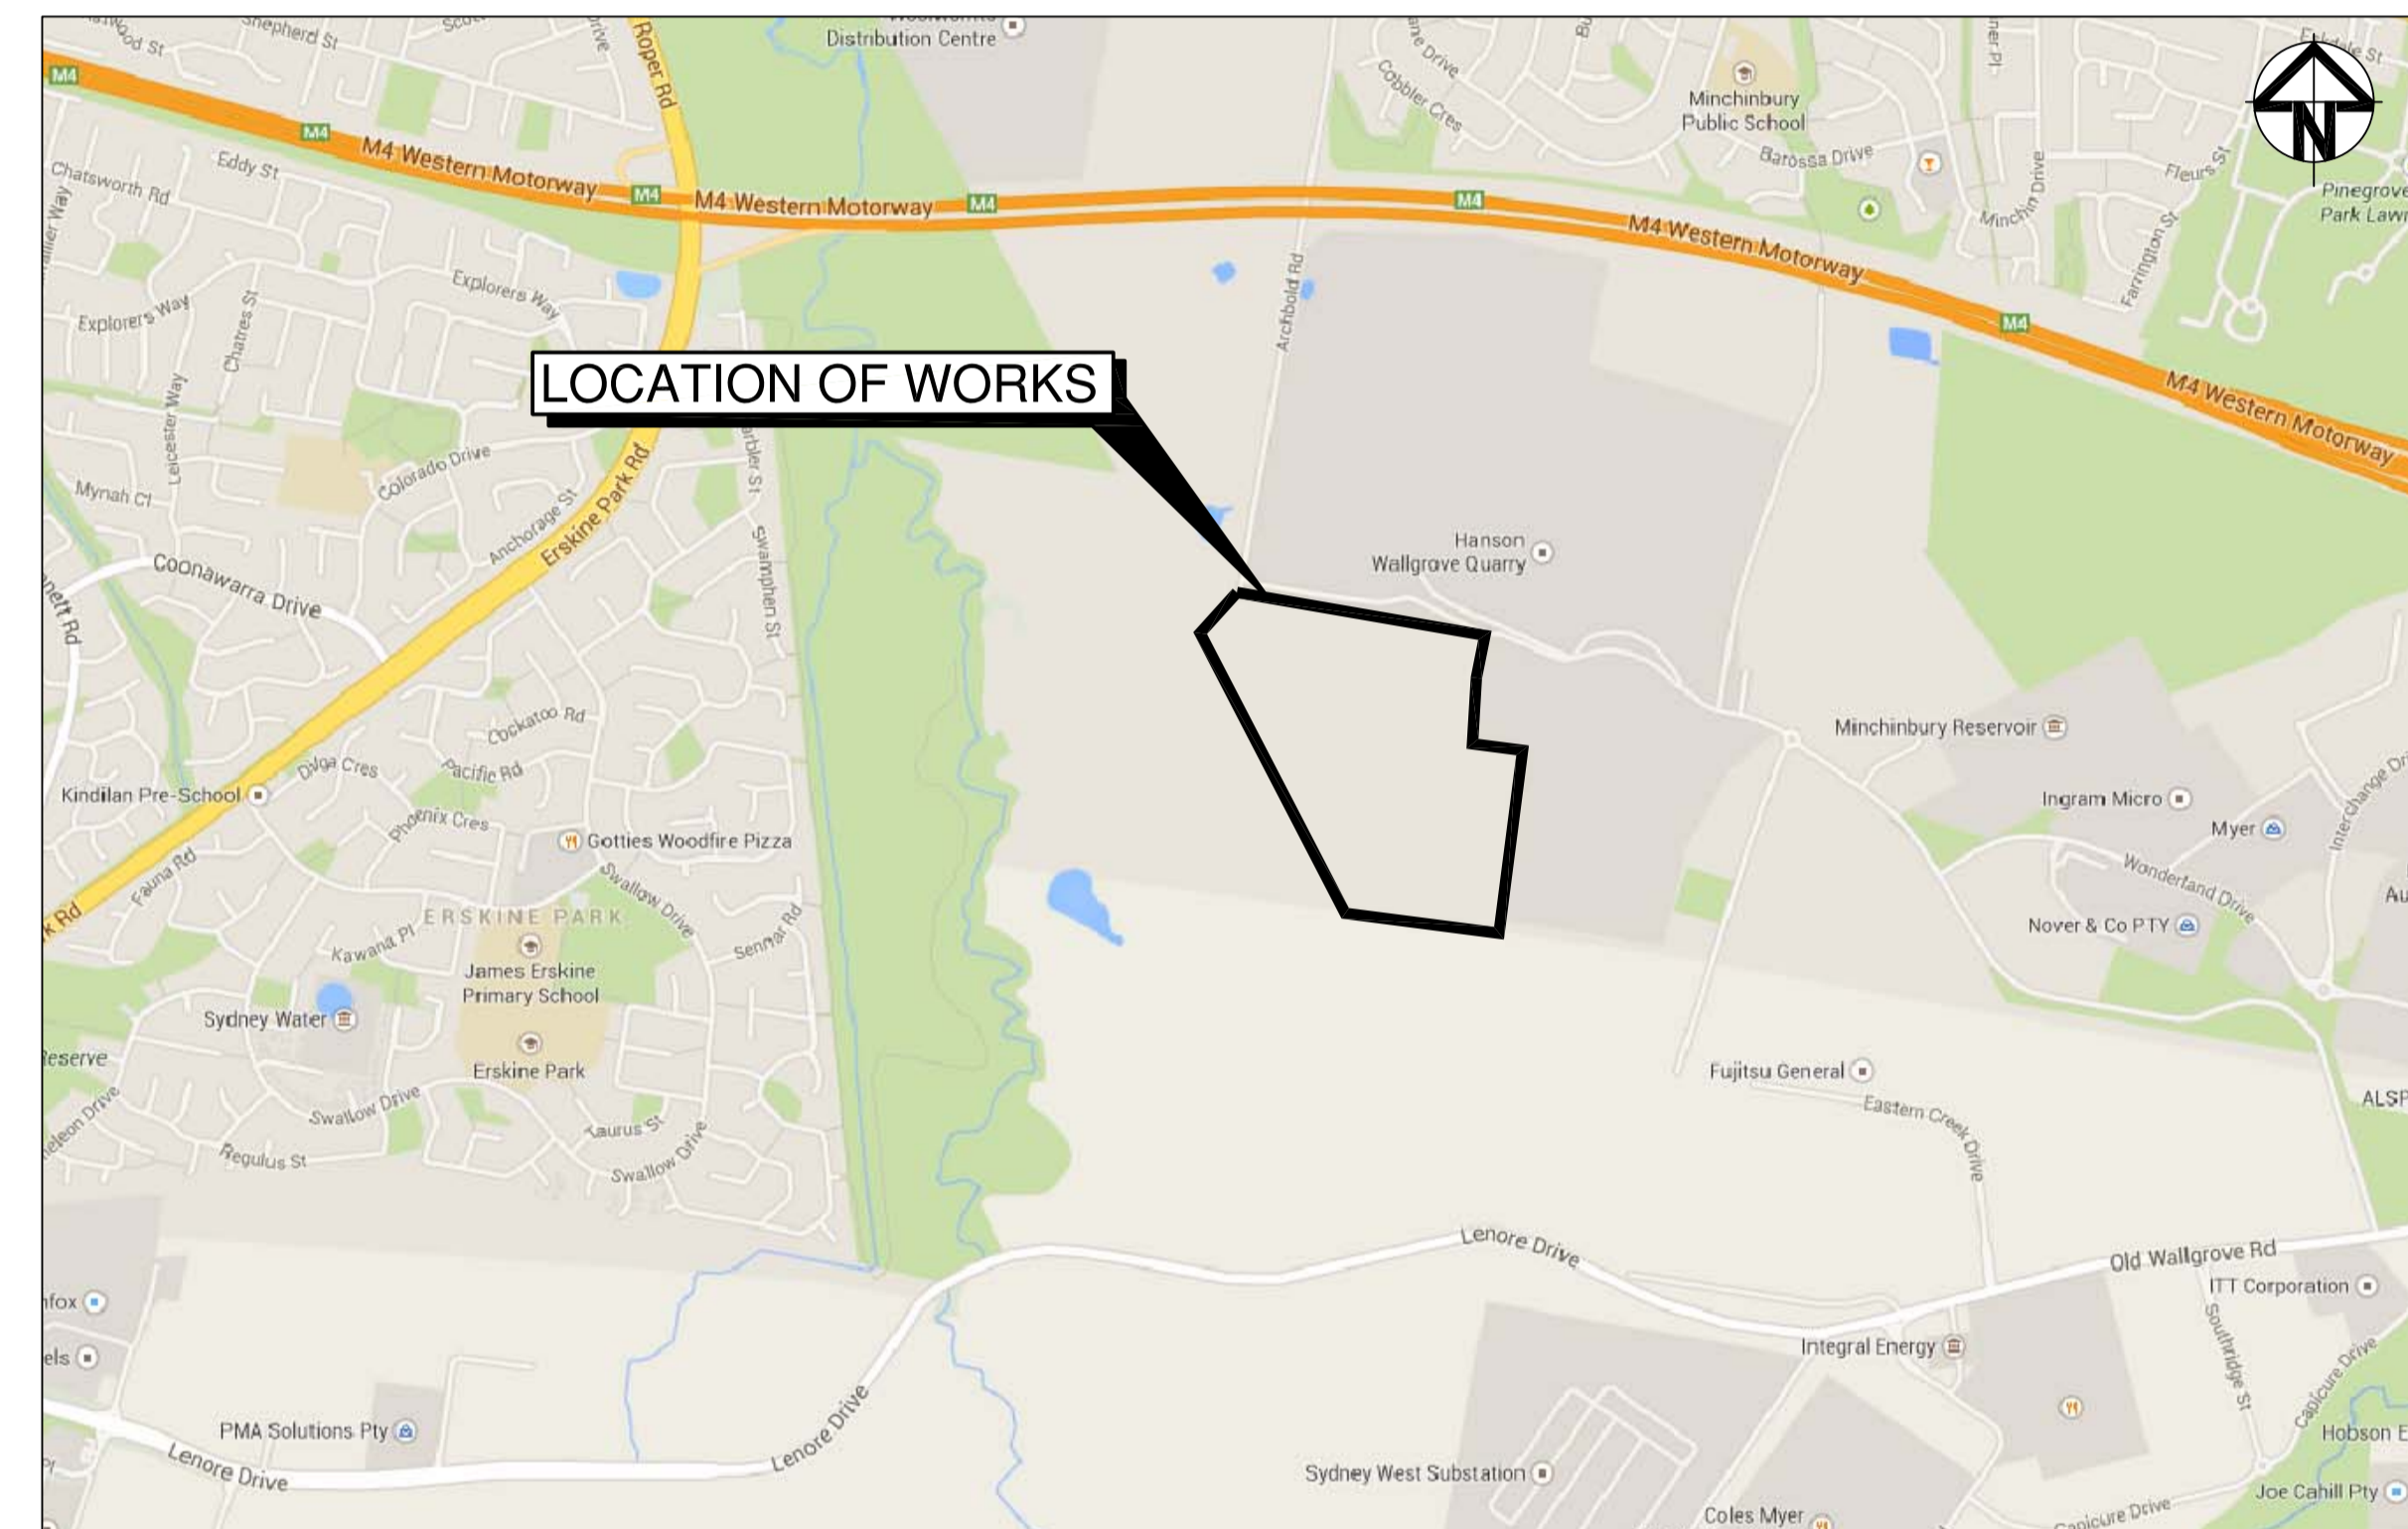 Shepherd St
Distribution Centre
Roper Rd
Cobbler Cres
Minchinbury
Public School
Barossa Drive
Minchin Drive
Fleurs St
Farrington St
N
Pinegrove
Park Lawn
M4
M4
M4 Western Motorway
M4
M4 Western Motorway
M4
M4
M4 Western Motorway
M4
M4 Western Motorway
Eddy St
Chatsworth Rd
Explorers Way
Explorers Way
Chatres St
Archbold Rd
LOCATION OF WORKS
Leicester Way
Colorado Drive
Mynah Cl
Anchorage St
Erskine Park Rd
Swamphen St
Hanson
Wallgrove Quarry
Coonawarra Drive
Cockatoo Rd
Pacific Rd
Dilga Cres
Kindilan Pre-School
Phoenix Cres
Gotties Woodfire Pizza
Fauna Rd
Swallow Drive
Sennar Rd
Kawana Pl
ERSKINE PARK
James Erskine
Primary School
Sydney Water
Erskine Park
Swallow Drive
Regulus St
Taurus St
Swallow Drive
Minchinbury Reservoir
Ingram Micro
Myer
Wonderland Drive
Nover & Co PTY
Fujitsu General
Eastern Creek Drive
Lenore Drive
Old Wallgrove Rd
ITT Corporation
Integral Energy
Southridge St
Capicure Drive
PMA Solutions Pty
Lenore Drive
Lenore Drive
Sydney West Substation
Coles Myer
Capicure Drive
Joe Cahill Pty